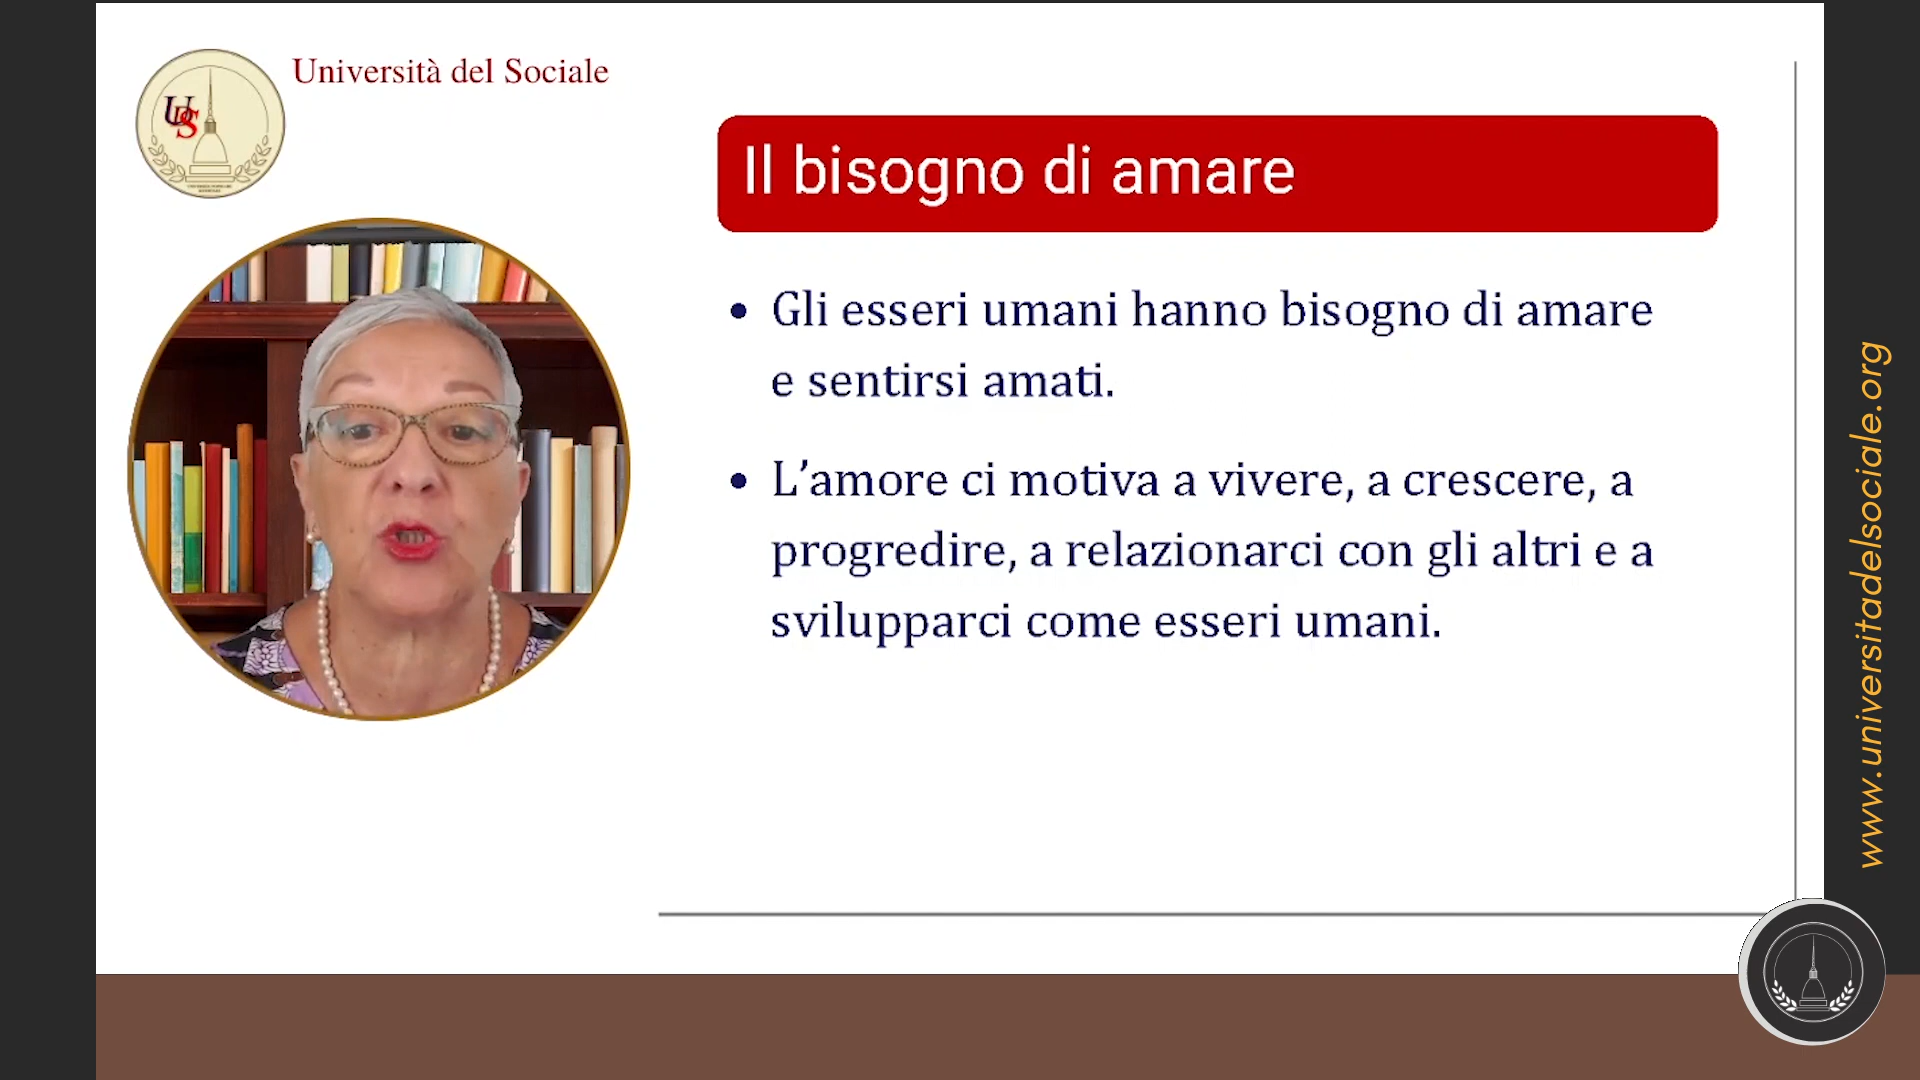 Università del Sociale
UDS
Il bisogno di amare
• Gli esseri umani hanno bisogno di amare
e sentirsi amati.
• L’amore ci motiva a vivere, a crescere, a
progredire, a relazionarci con gli altri e a
svilupparci come esseri umani.
www.universitadelsociale.org